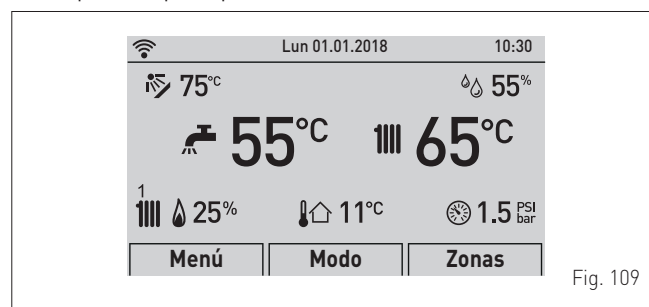 Lun 01.01.2018 10:30
75°C 55%
55°C 65°C
1
25% 11°C 1.5 PSI bar
Menú Modo Zonas
Fig. 109